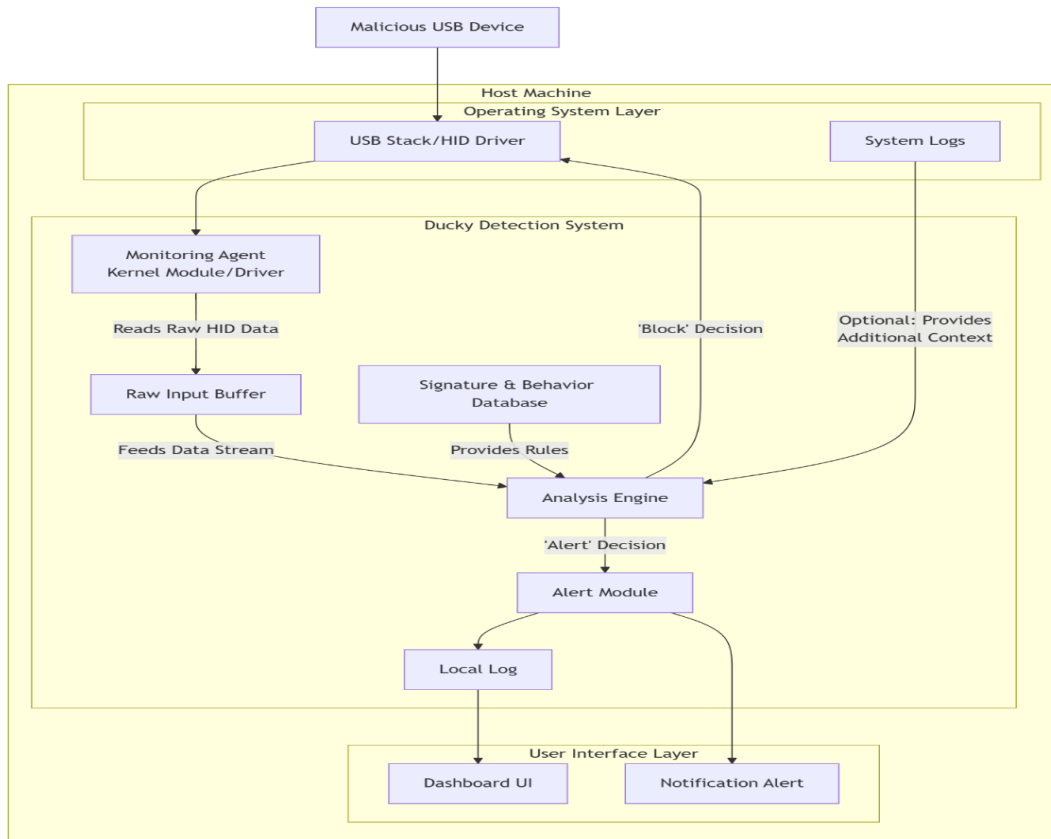 Malicious USB Device
Host Machine
Operating System Layer
USB Stack/HID Driver
System Logs
Ducky Detection System
Monitoring Agent
Kernel Module/Driver
Reads Raw HID Data
'Block' Decision
Optional: Provides
Additional Context
Raw Input Buffer
Signature & Behavior
Database
Feeds Data Stream
Provides Rules
Analysis Engine
'Alert' Decision
Alert Module
Local Log
User Interface Layer
Dashboard UI
Notification Alert